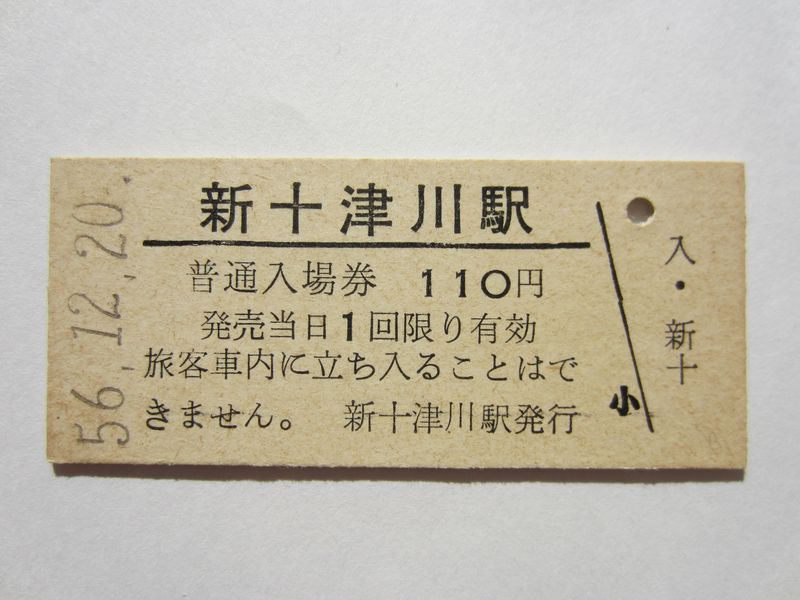 56.12.20.
新十津川駅
普通入場券 110円
発売当日1回限り有効
旅客車内に立ち入ることはで
きません。 新十津川駅発行
小
入・新十